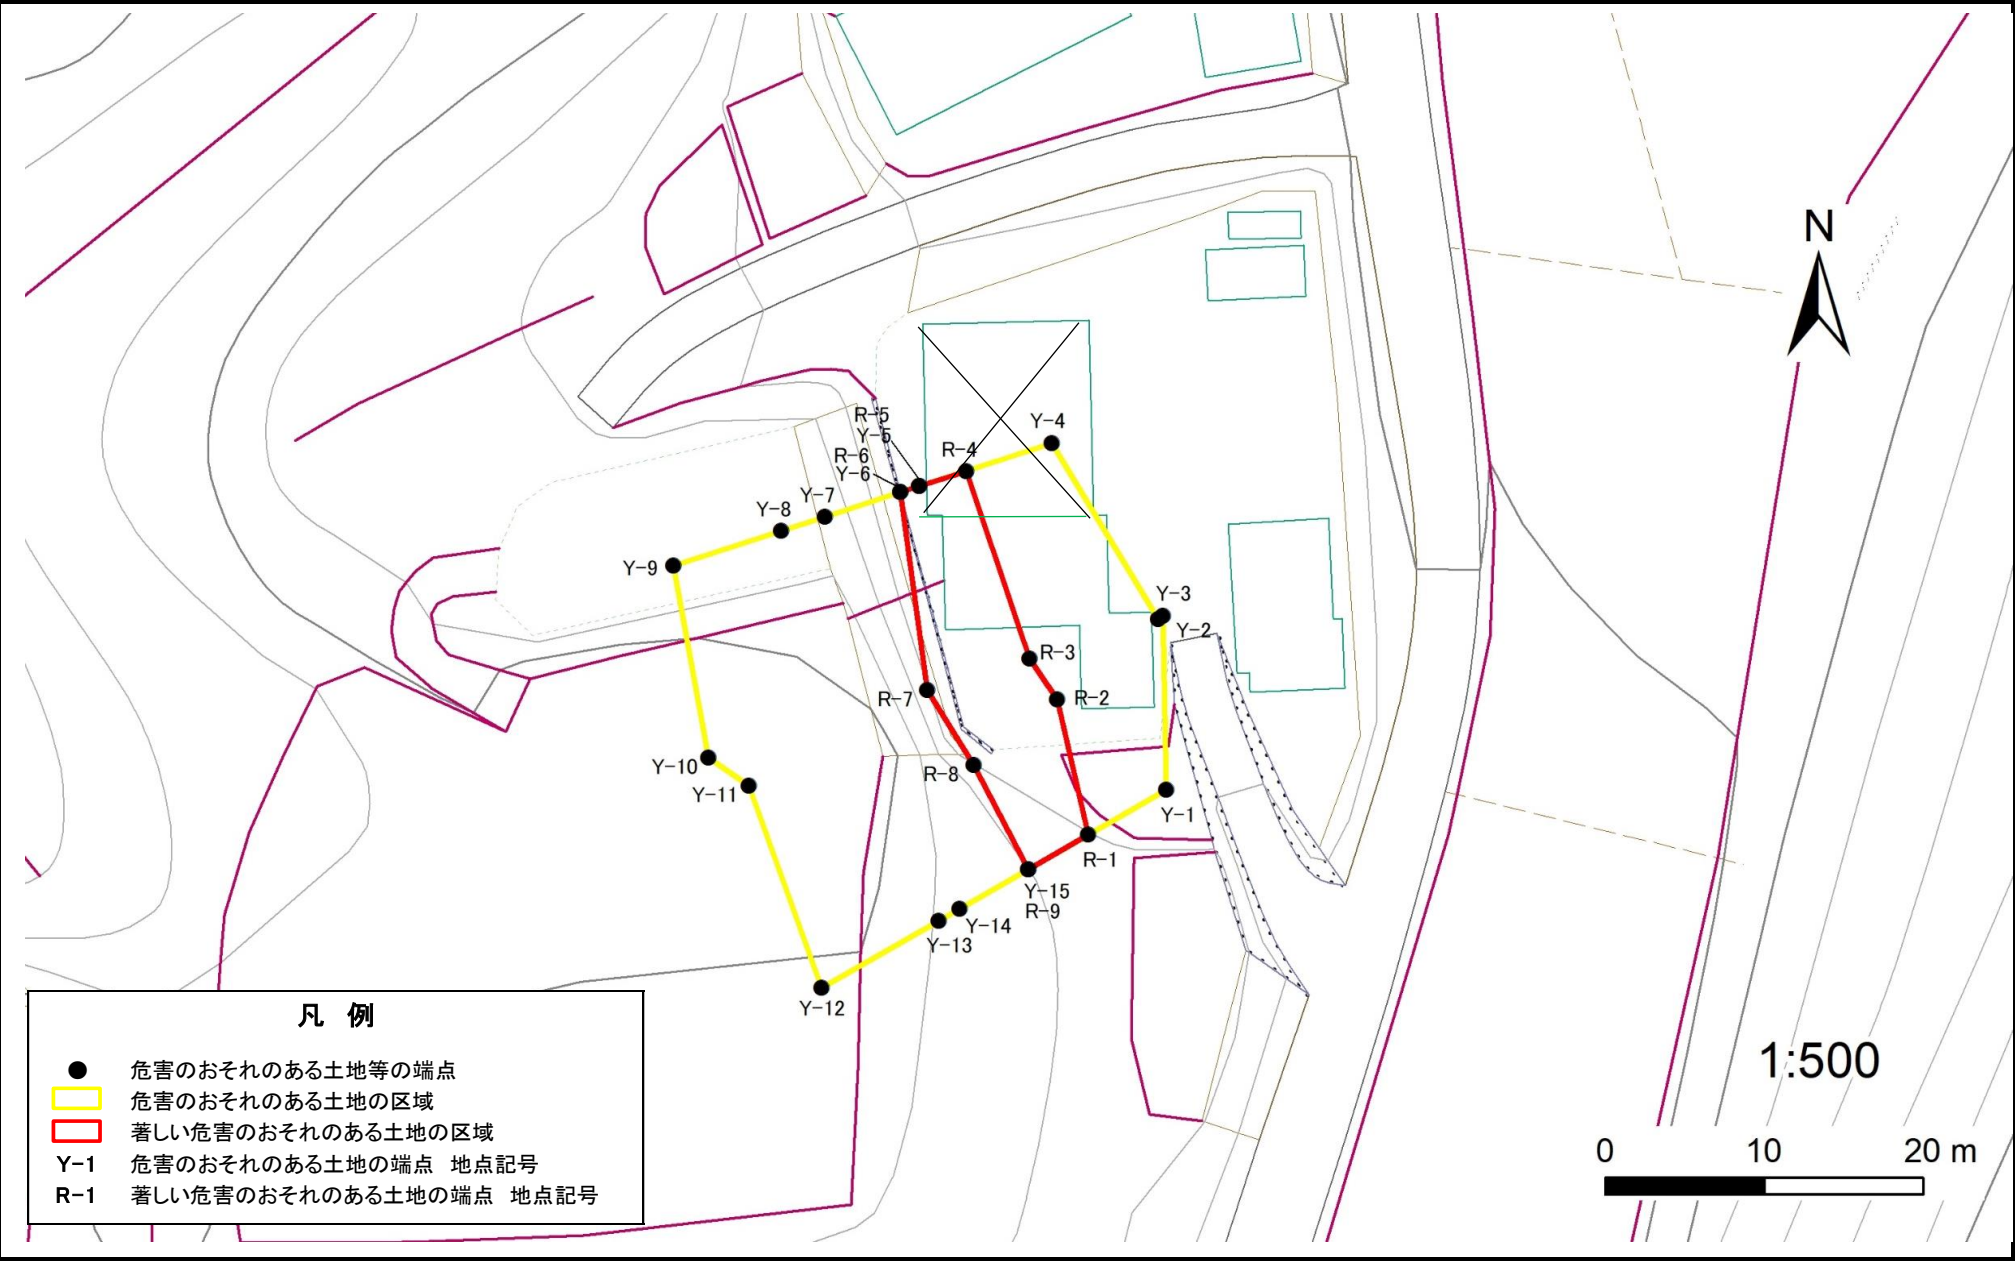 N
R-5
Y-5
Y-4
R-4
R-6
Y-6
Y-7
Y-8
Y-9
Y-3
Y-2
R-3
R-2
R-7
Y-10
R-8
Y-11
Y-1
R-1
Y-15
R-9
Y-14
Y-13
Y-12
凡 例
危害のおそれのある土地等の端点
危害のおそれのある土地の区域
著しい危害のおそれのある土地の区域
Y-1 危害のおそれのある土地の端点 地点記号
R-1 著しい危害のおそれのある土地の端点 地点記号
1:500
0 10 20 m